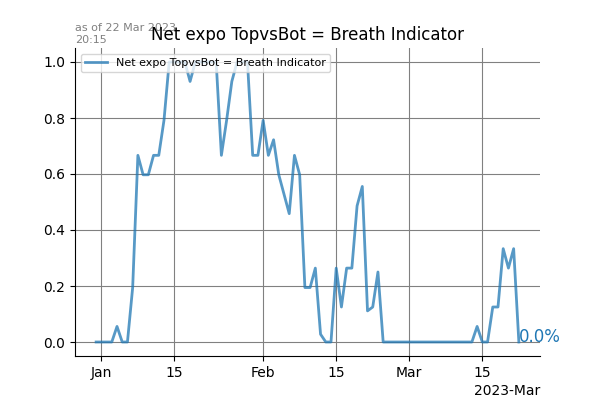 as of 22 Mar 2023
20:15
Net expo TopvsBot = Breath Indicator
Net expo TopvsBot = Breath Indicator
1.0
0.8
0.6
0.4
0.2
0.0
0.0%
Jan
15
Feb
15
Mar
15
2023-Mar